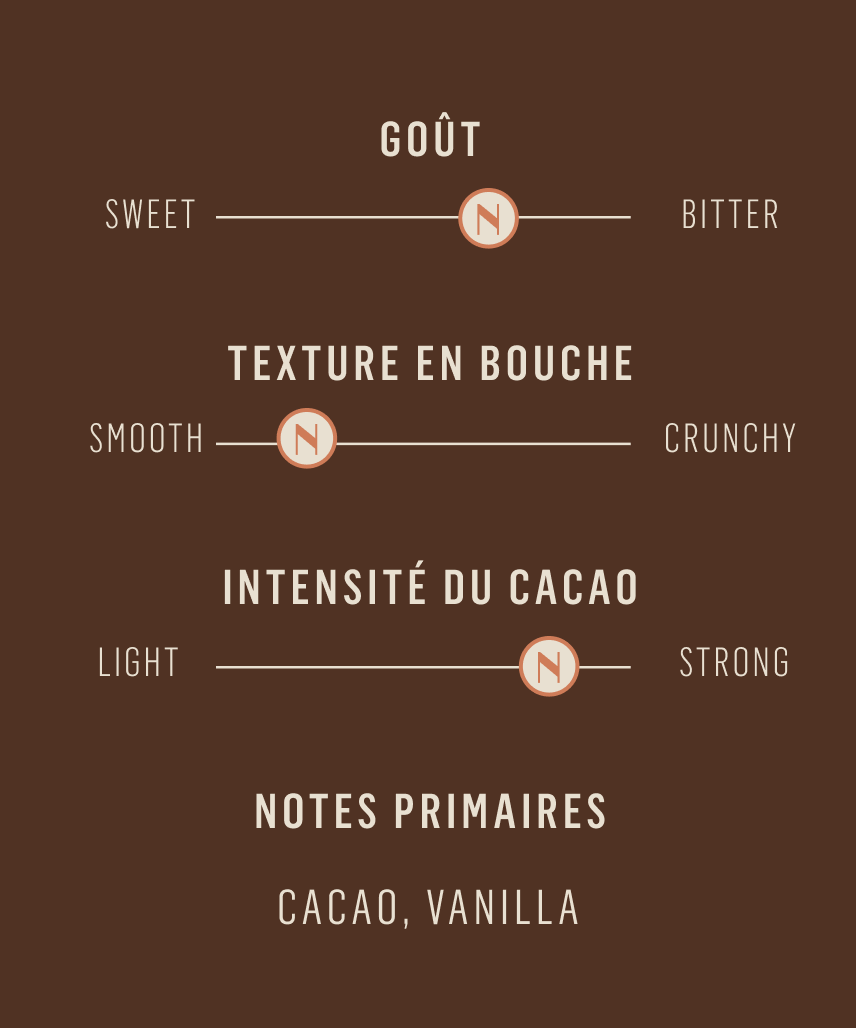 GOÛT
SWEET N BITTER
TEXTURE EN BOUCHE
SMOOTH N CRUNCHY
INTENSITÉ DU CACAO
LIGHT N STRONG
NOTES PRIMAIRES
CACAO, VANILLA